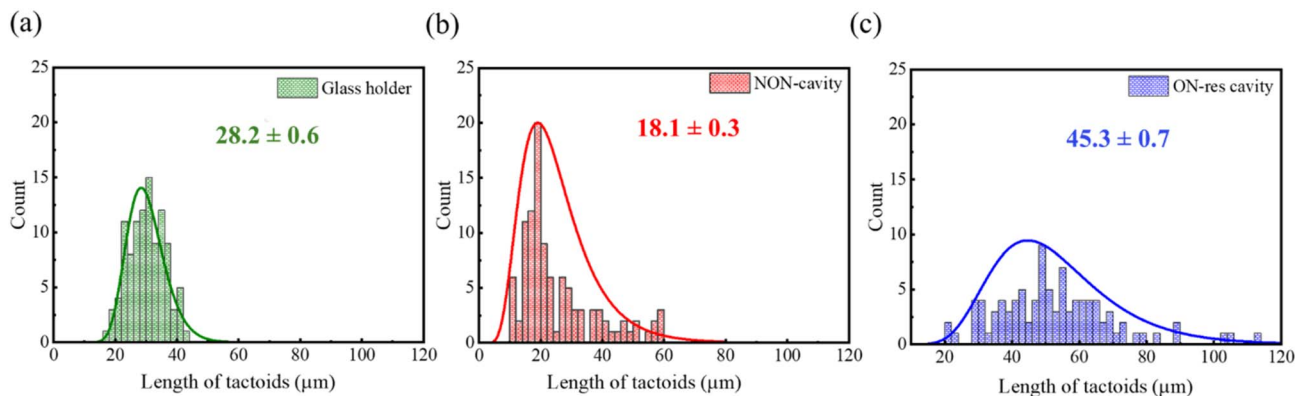 (a)
25
Glass holder
20
28.2 ± 0.6
15
10
5
0
Count
0 20 40 60 80 100 120
Length of tactoids (μm)
(b)
25
NON-cavity
20
18.1 ± 0.3
15
10
5
0
Count
0 20 40 60 80 100 120
Length of tactoids (μm)
(c)
25
ON-res cavity
20
45.3 ± 0.7
15
10
5
0
Count
20 40 60 80 100 120
Length of tactoids (μm)